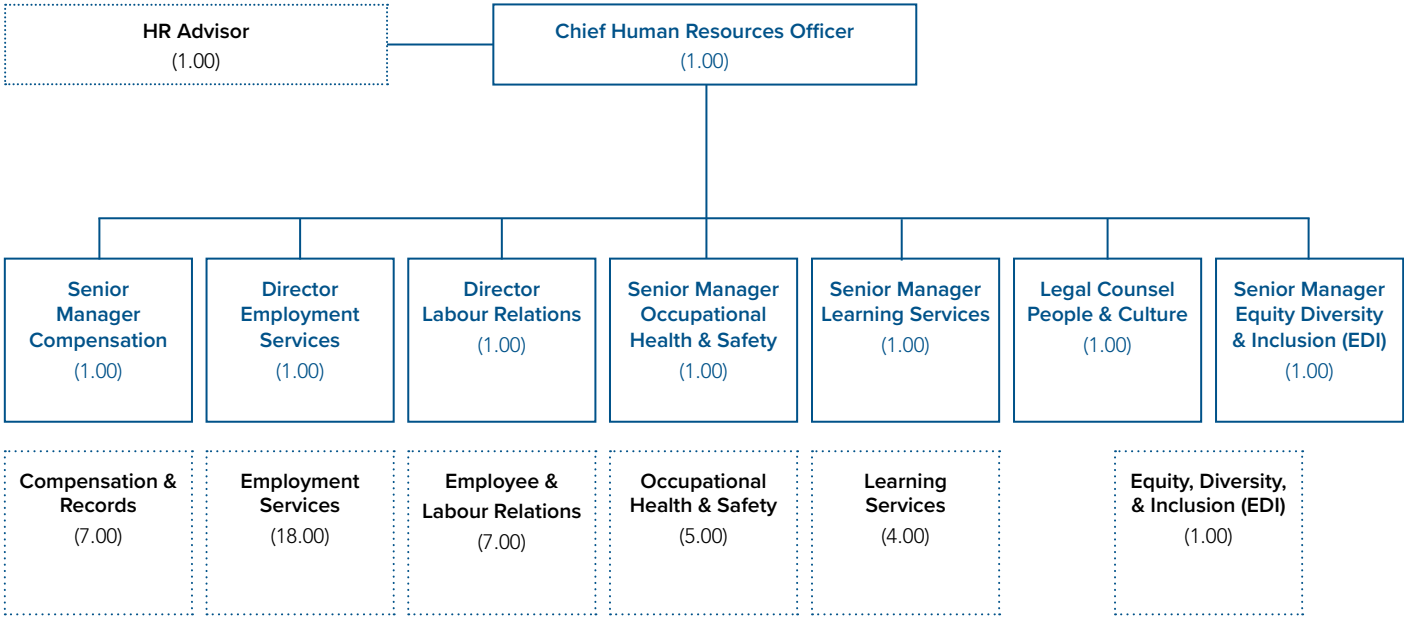 HR Advisor
(1.00)
Chief Human Resources Officer
(1.00)
Senior
Manager
Compensation
(1.00)
Director
Employment
Services
(1.00)
Director
Labour Relations
(1.00)
Senior Manager
Occupational
Health & Safety
(1.00)
Senior Manager
Learning Services
(1.00)
Legal Counsel
People & Culture
(1.00)
Senior Manager
Equity Diversity
& Inclusion (EDI)
(1.00)
Compensation &
Records
(7.00)
Employment
Services
(18.00)
Employee &
Labour Relations
(7.00)
Occupational
Health & Safety
(5.00)
Learning
Services
(4.00)
Equity, Diversity,
& Inclusion (EDI)
(1.00)